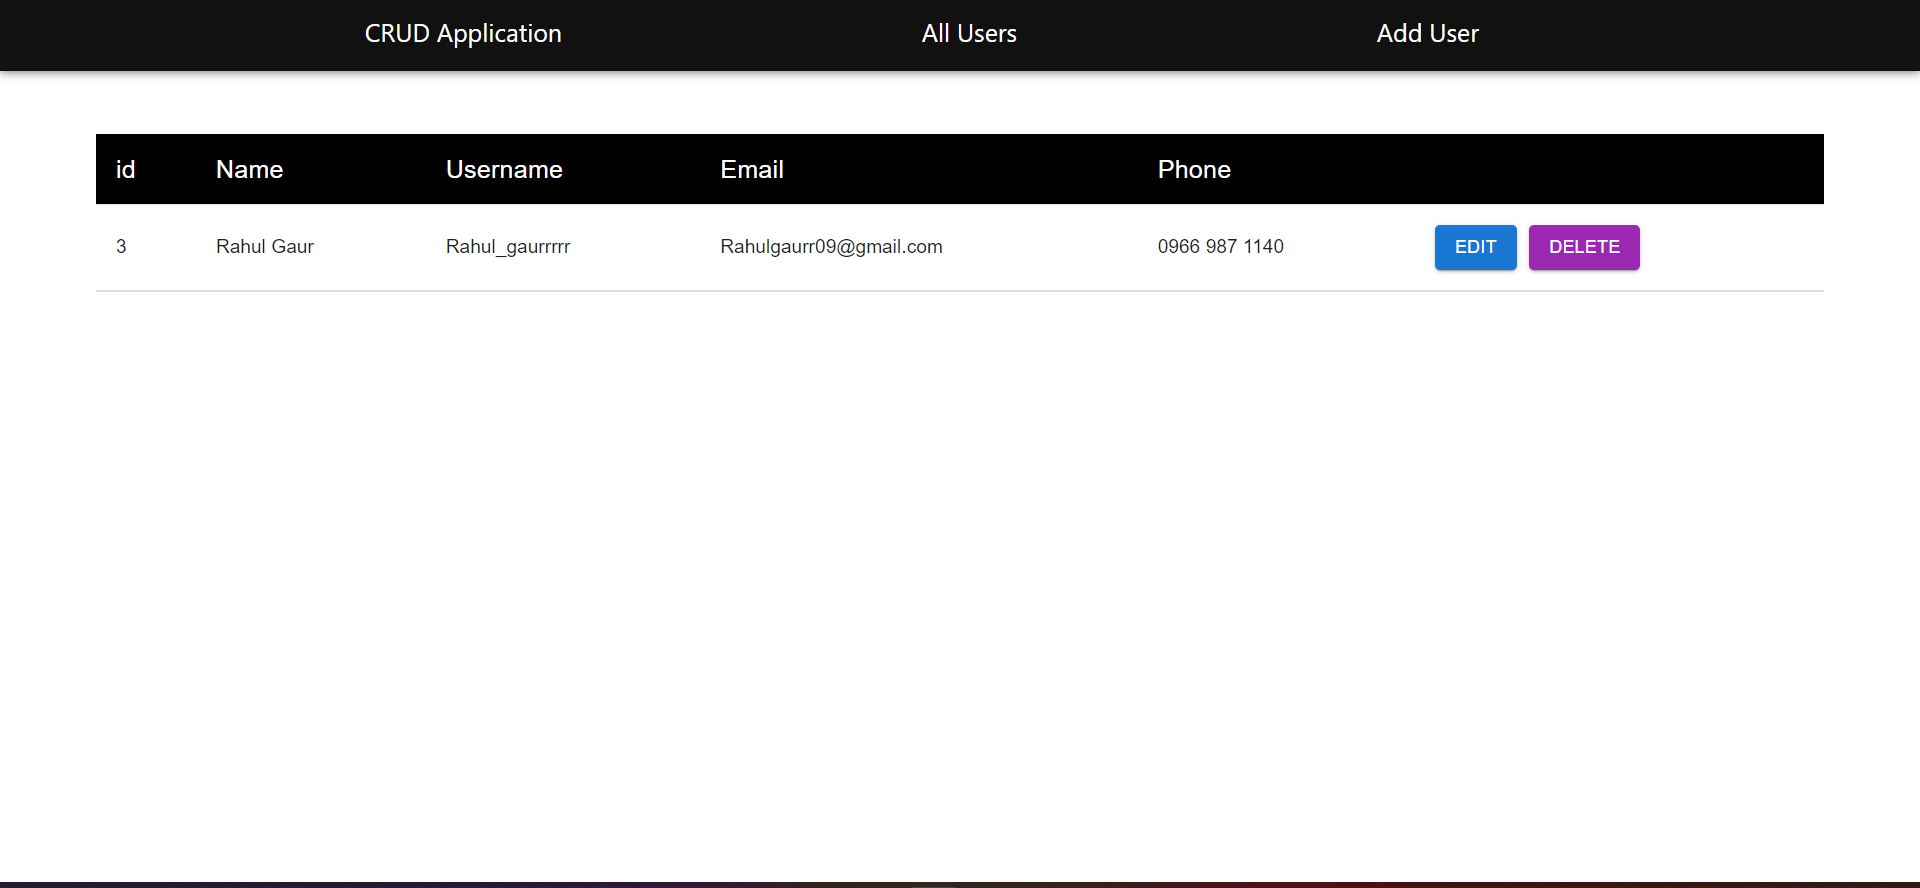 CRUD Application All Users Add User
id Name Username Email Phone
3 Rahul Gaur Rahul_gaurrrrr Rahulgaurr09@gmail.com 0966 987 1140 EDIT DELETE